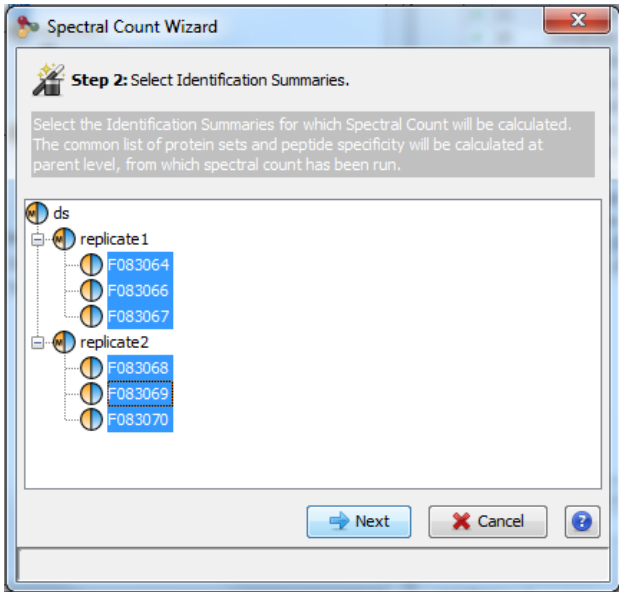 Spectral Count Wizard
Step 2: Select Identification Summaries.
Select the Identification Summaries for which Spectral Count will be calculated.
The common list of protein sets and peptide specificity will be calculated at
parent level, from which spectral count has been run.
ds
replicate1
F083064
F083066
F083067
replicate2
F083068
F083069
F083070
Next
Cancel